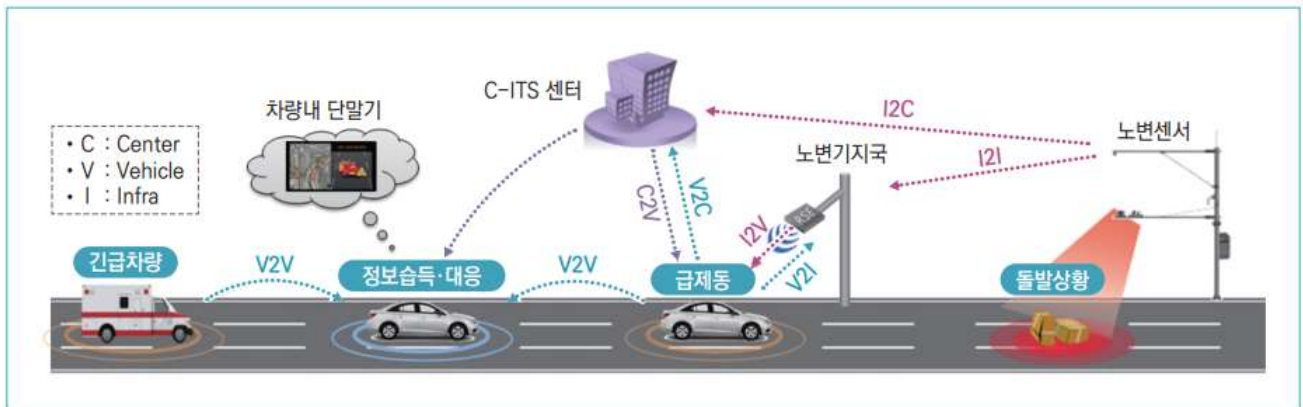 C-ITS 센터
차량내 단말기
• C : Center
• V : Vehicle
• I : Infra
I2C
노변센서
노변기지국
I2I
C2V
V2C
RSE
I2V
V2I
긴급차량
V2V
정보습득·대응
V2V
급제동
돌발상황